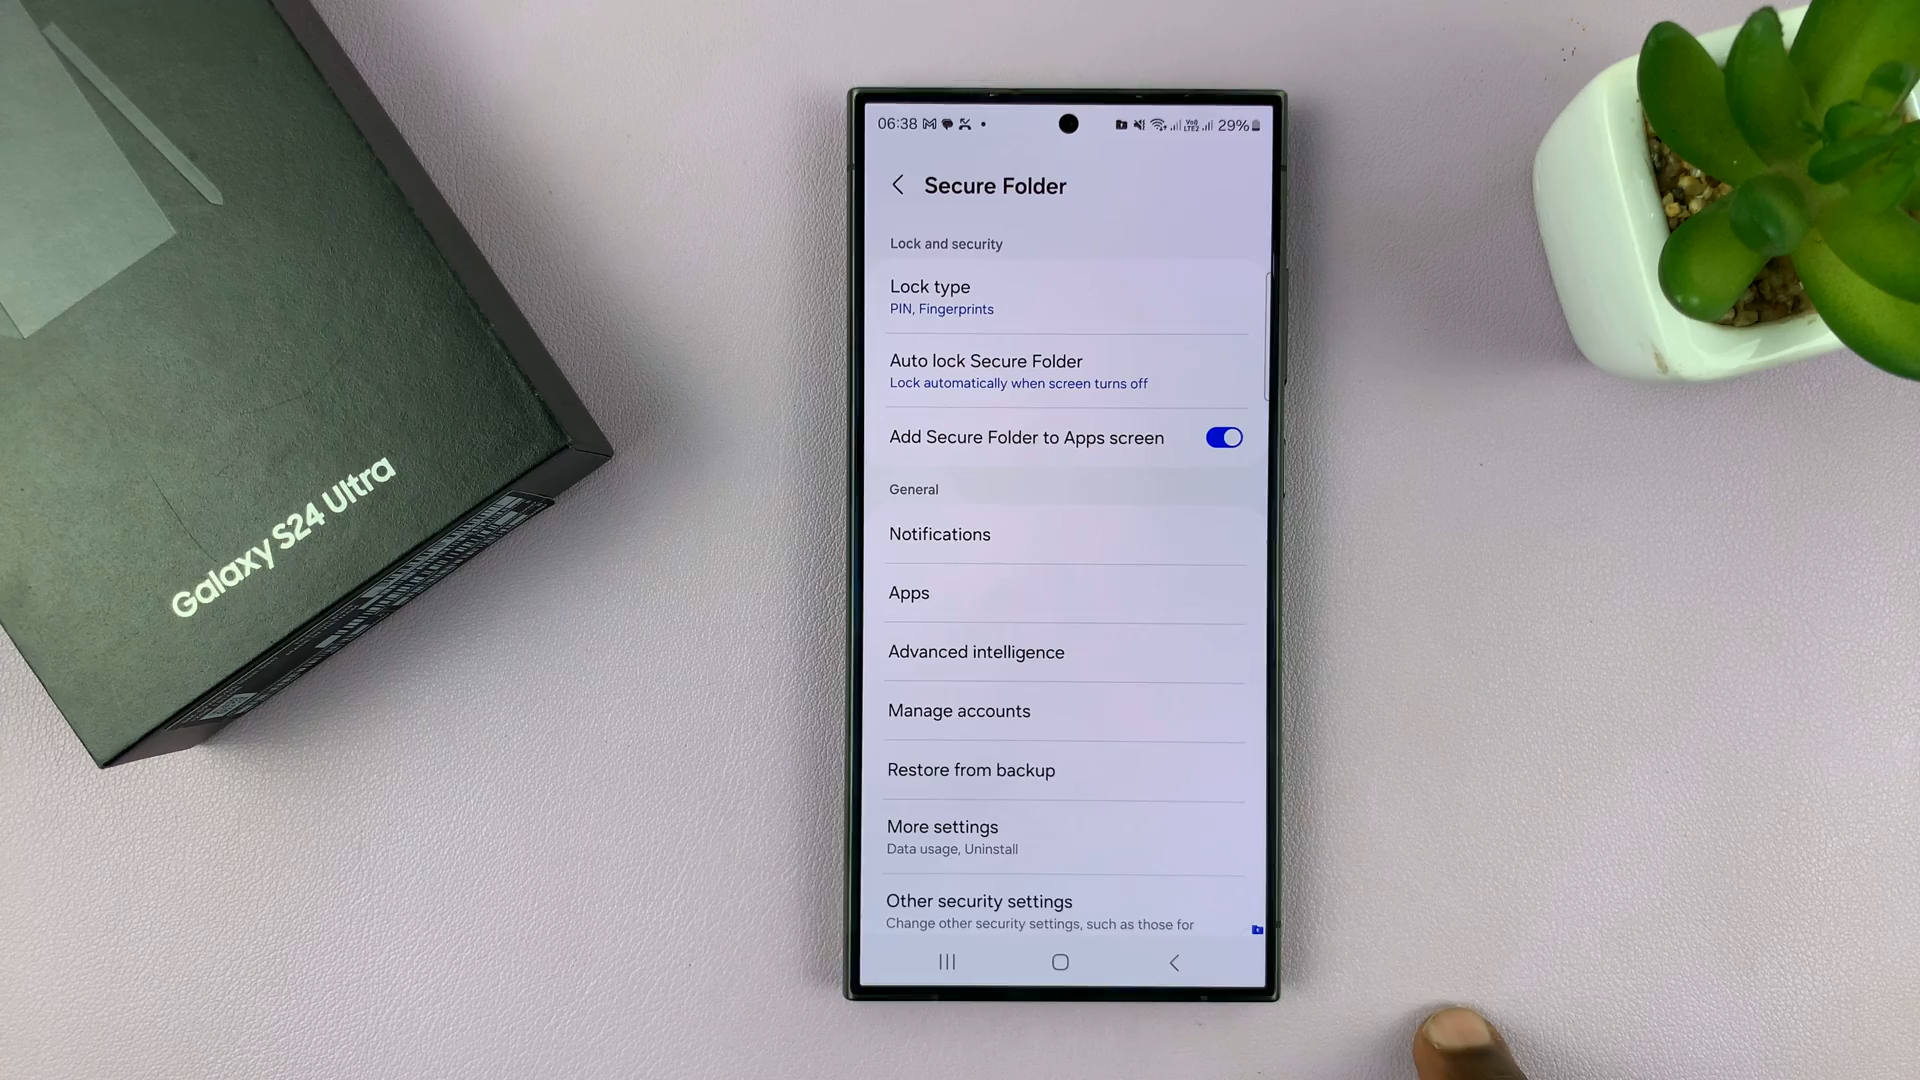 Galaxy S24 Ultra
06:38
29%
Secure Folder
Lock and security
Lock type
PIN, Fingerprints
Auto lock Secure Folder
Lock automatically when screen turns off
Add Secure Folder to Apps screen
General
Notifications
Apps
Advanced intelligence
Manage accounts
Restore from backup
More settings
Data usage, Uninstall
Other security settings
Change other security settings, such as those for